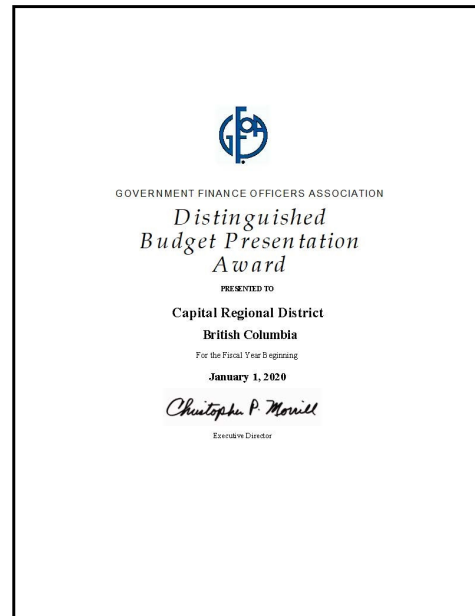 GFOA
GOVERNMENT FINANCE OFFICERS ASSOCIATION
Distinguished
Budget Presentation
Award
PRESENTED TO
Capital Regional District
British Columbia
For the Fiscal Year Beginning
January 1, 2020
Christopher P. Morrill
Executive Director